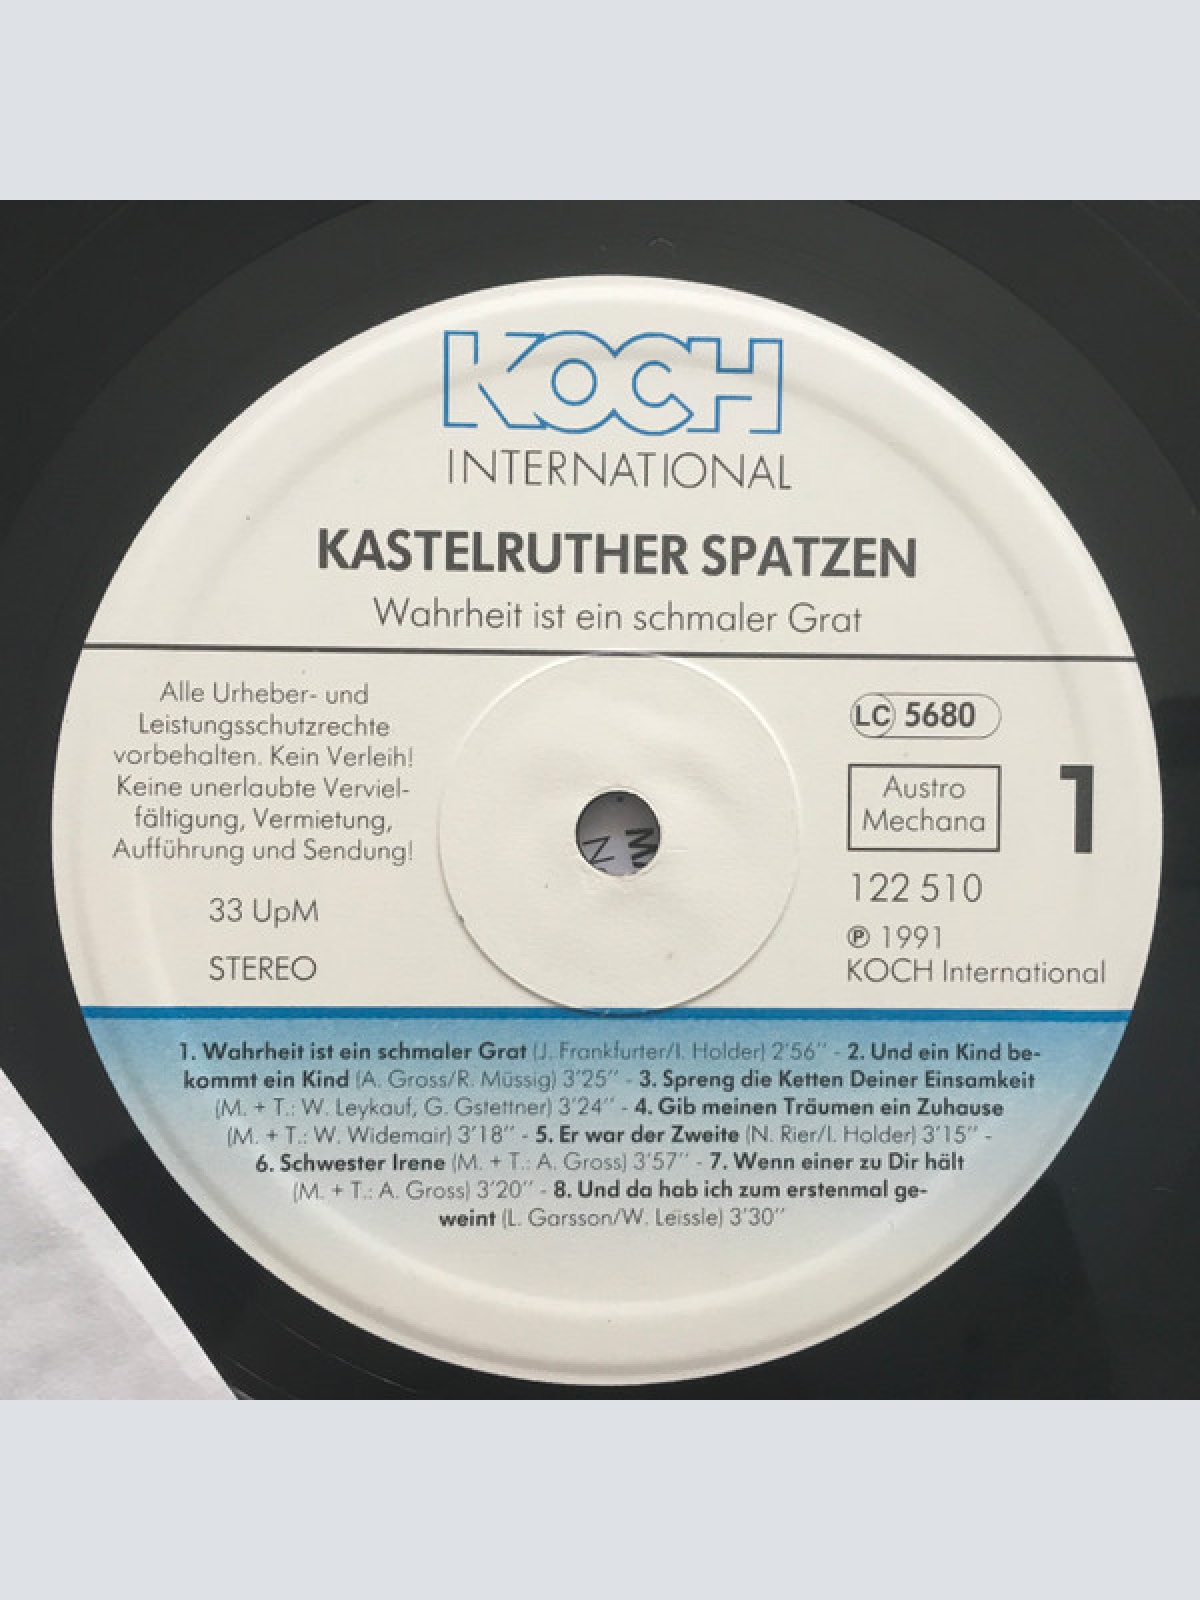 KOCH
INTERNATIONAL
KASTELRUTHER SPATZEN
Wahrheit ist ein schmaler Grat
Alle Urheber- und
Leistungsschutzrechte
vorbehalten. Kein Verleih!
Keine unerlaubte Verviel-
fältigung, Vermietung,
Aufführung und Sendung!
33 UpM
STEREO
LC 5680
Austro
Mechana
1
122 510
℗ 1991
KOCH International
1. Wahrheit ist ein schmaler Grat (J. Frankfurter/I. Holder) 2'56'' - 2. Und ein Kind be-
kommt ein Kind (A. Gross/R. Müssig) 3'25'' - 3. Spreng die Ketten Deiner Einsamkeit
(M. + T.: W. Leykauf, G. Gstettner) 3'24'' - 4. Gib meinen Träumen ein Zuhause
(M. + T.: W. Widemair) 3'18'' - 5. Er war der Zweite (N. Rier/I. Holder) 3'15'' -
6. Schwester Irene (M. + T.: A. Gross) 3'57'' - 7. Wenn einer zu Dir hält
(M. + T.: A. Gross) 3'20'' - 8. Und da hab ich zum erstenmal ge-
weint (L. Garsson/W. Leissle) 3'30''